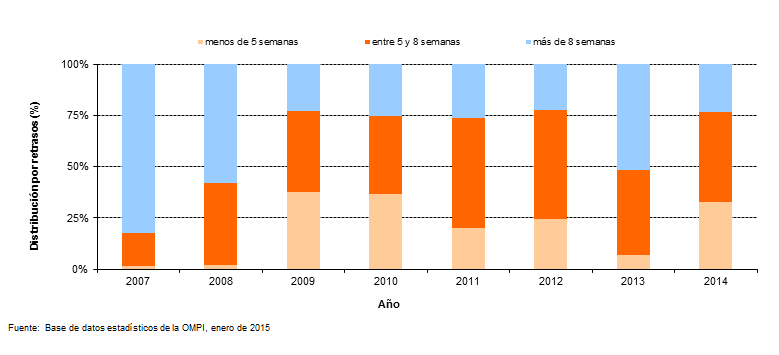 menos de 5 semanas entre 5 y 8 semanas más de 8 semanas
100%
75%
50%
25%
0%
Distribución por retrasos (%)
2007 2008 2009 2010 2011 2012 2013 2014
Año
Fuente: Base de datos estadísticos de la OMPI, enero de 2015